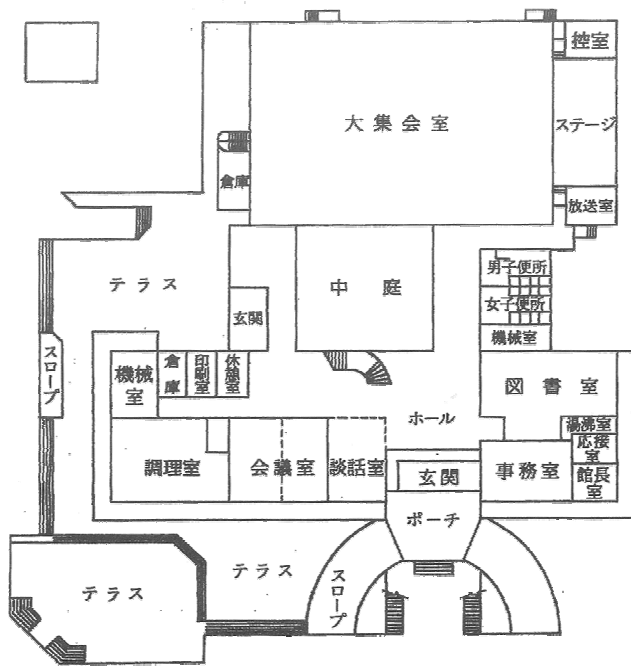 控室
大集会室
ステージ
倉庫
放送室
テラス
中庭
男子便所
女子便所
玄関
機械室
スロープ
機械室
倉庫
印刷室
休憩室
図書室
ホール
湯沸室
応接室
調理室
会議室
談話室
玄関
事務室
館長室
ポーチ
テラス
テラス
スロープ